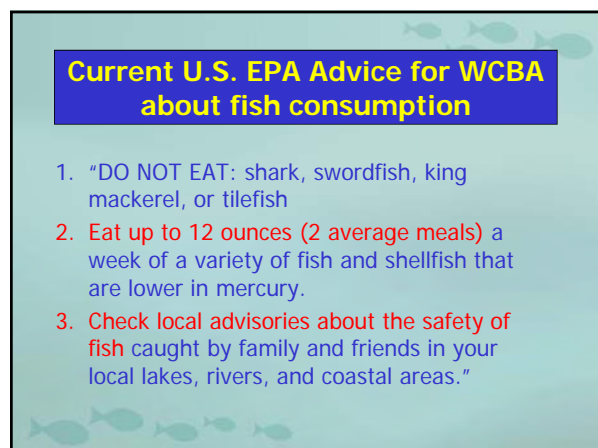 Current U.S. EPA Advice for WCBA
about fish consumption
1. “DO NOT EAT: shark, swordfish, king
mackerel, or tilefish
2. Eat up to 12 ounces (2 average meals) a
week of a variety of fish and shellfish that
are lower in mercury.
3. Check local advisories about the safety of
fish caught by family and friends in your
local lakes, rivers, and coastal areas.”